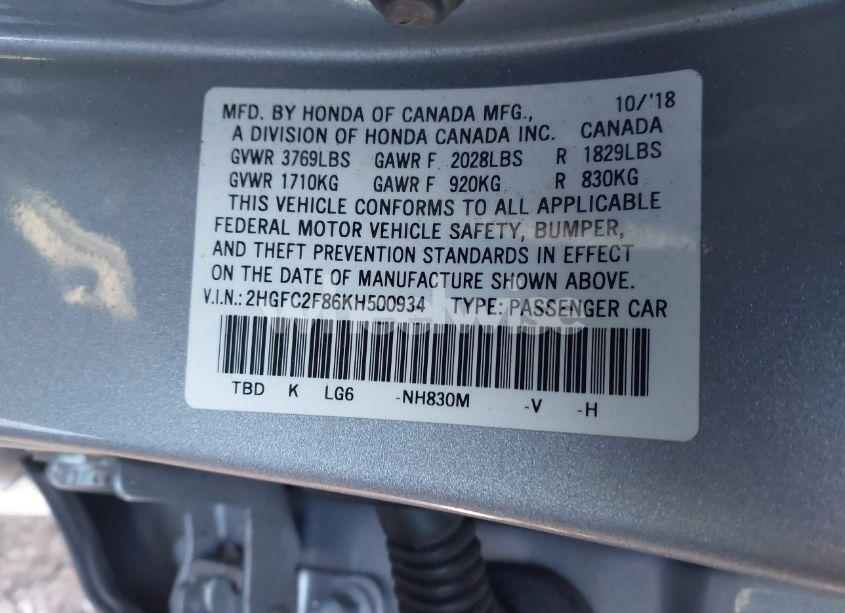 MFD. BY HONDA OF CANADA MFG., 10/'18
A DIVISION OF HONDA CANADA INC. CANADA
GVWR 3769LBS GAWR F 2028LBS R 1829LBS
GVWR 1710KG GAWR F 920KG R 830KG
THIS VEHICLE CONFORMS TO ALL APPLICABLE
FEDERAL MOTOR VEHICLE SAFETY, BUMPER,
AND THEFT PREVENTION STANDARDS IN EFFECT
ON THE DATE OF MANUFACTURE SHOWN ABOVE.
V.I.N.: 2HGFC2F86KH500934 TYPE: PASSENGER CAR
TBD K LG6 -NH830M -V -H